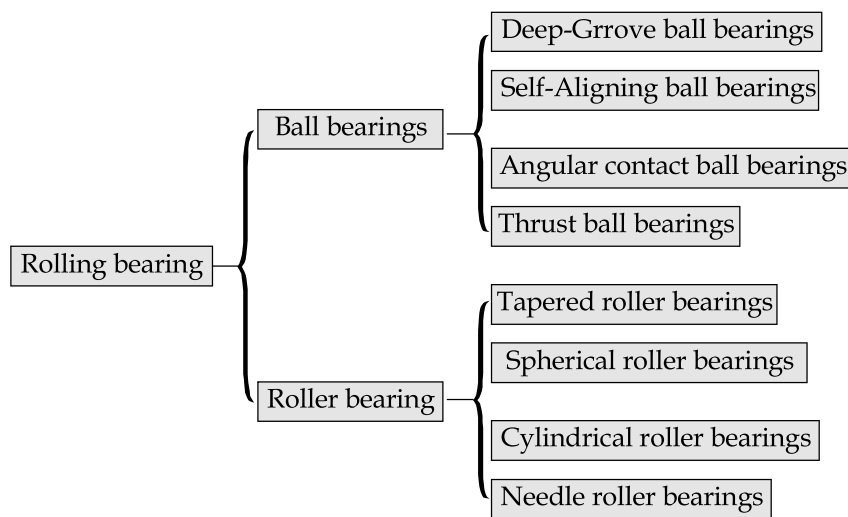 Rolling bearing
Ball bearings
Deep-Grrove ball bearings
Self-Aligning ball bearings
Angular contact ball bearings
Thrust ball bearings
Roller bearing
Tapered roller bearings
Spherical roller bearings
Cylindrical roller bearings
Needle roller bearings